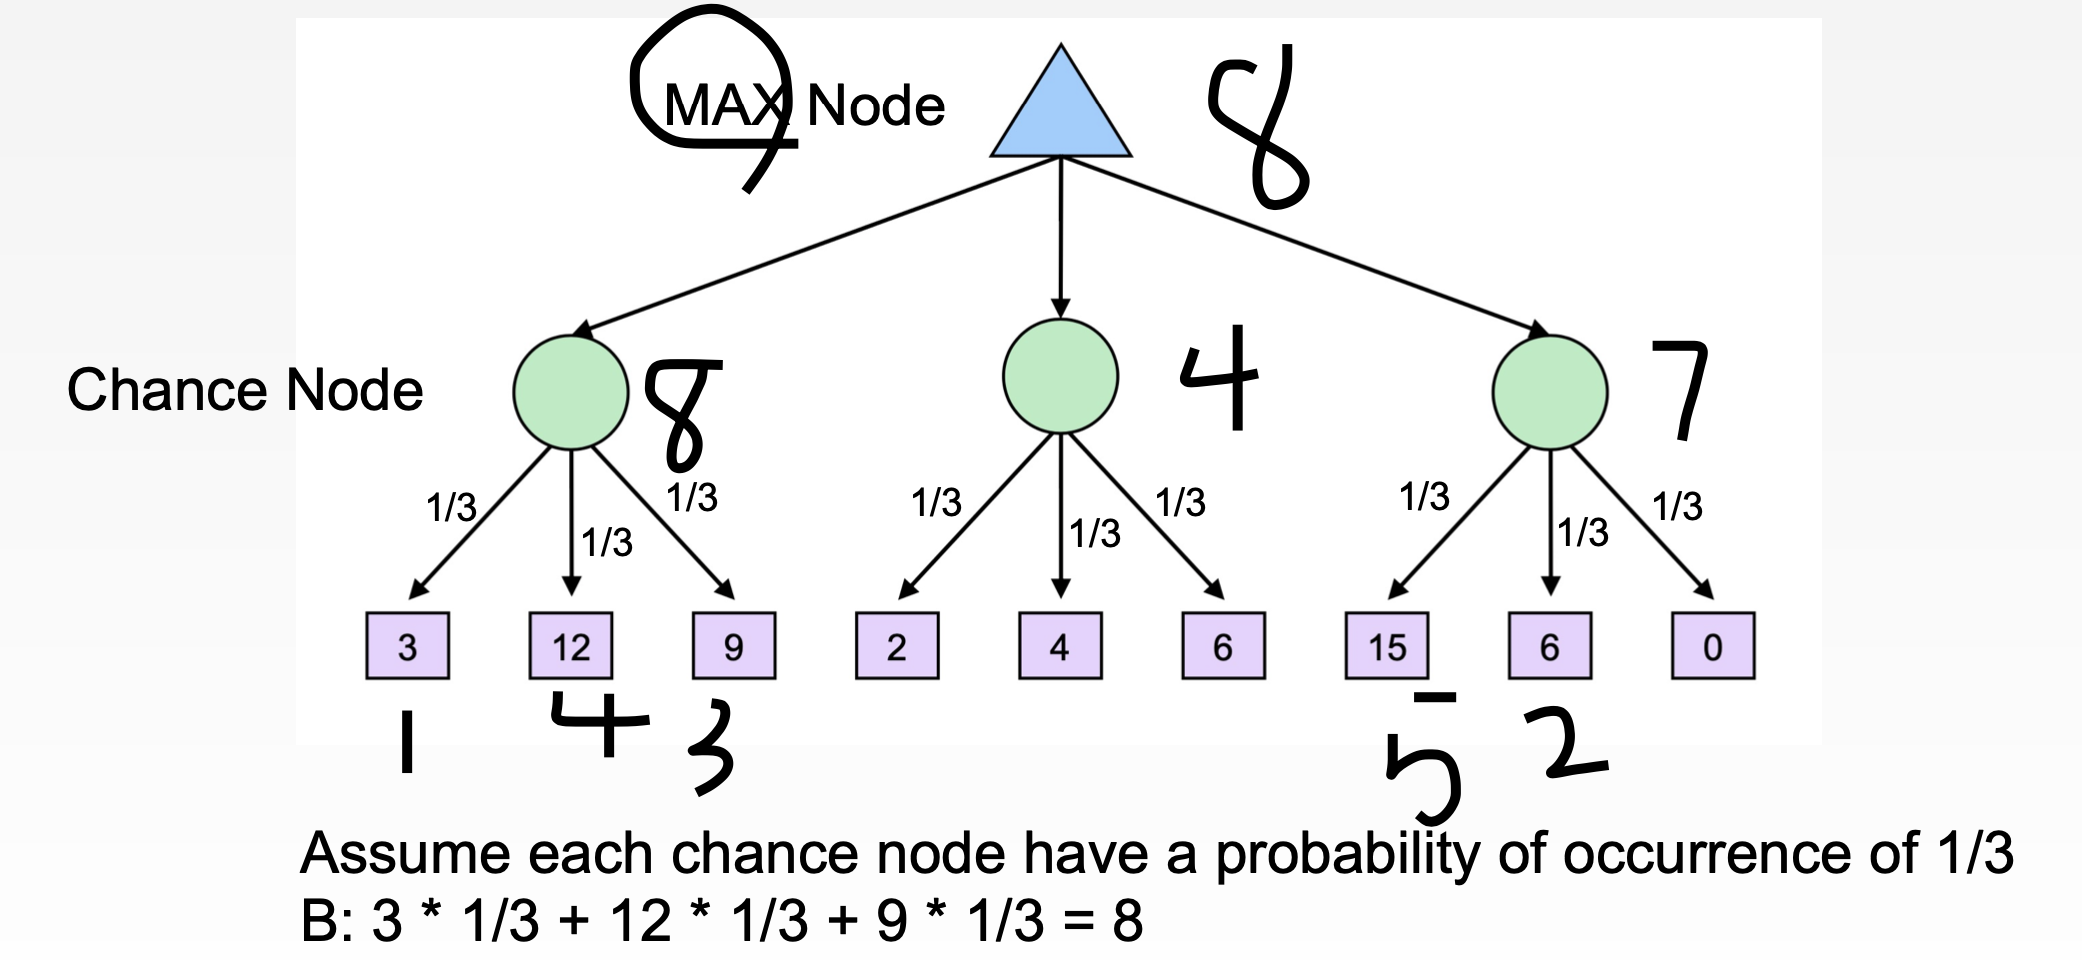 MAX Node 8
Chance Node 8 4 7
1/3 1/3 1/3 1/3 1/3 1/3 1/3 1/3 1/3
3 12 9 2 4 6 15 6 0
1 4 3 5 2
Assume each chance node have a probability of occurrence of 1/3
B: 3 * 1/3 + 12 * 1/3 + 9 * 1/3 = 8